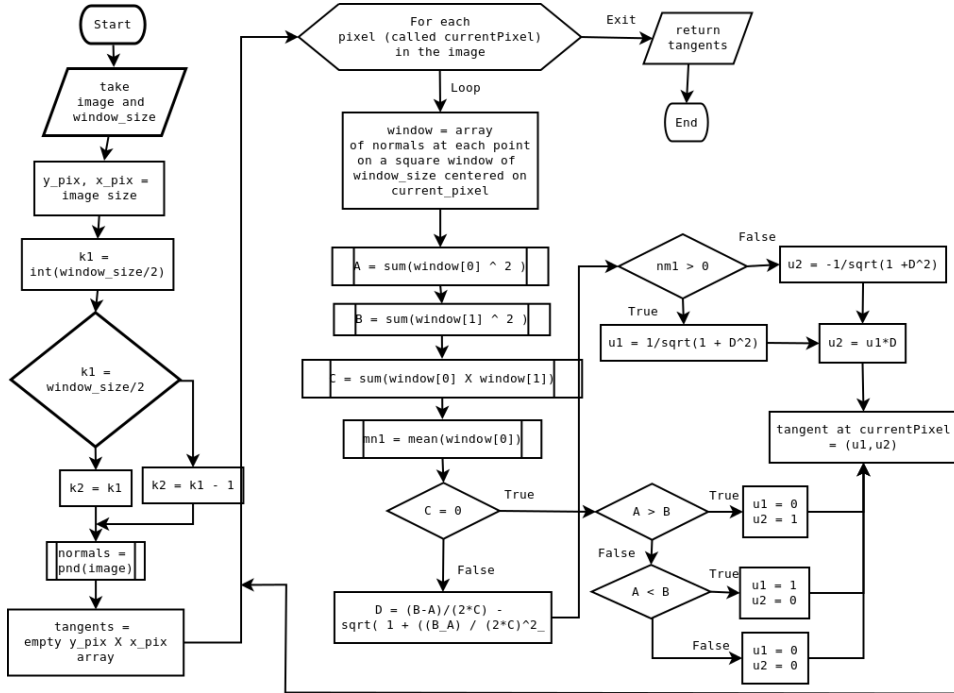 Start
take
image and
window_size
y_pix, x_pix =
image size
k1 =
int(window_size/2)
k1 =
window_size/2
k2 = k1
k2 = k1 - 1
normals =
pnd(image)
tangents =
empty y_pix X x_pix
array
For each
pixel (called currentPixel)
in the image
Exit
return
tangents
End
Loop
window = array
of normals at each point
on a square window of
window_size centered on
current_pixel
A = sum(window[0] ^ 2 )
B = sum(window[1] ^ 2 )
C = sum(window[0] X window[1])
mn1 = mean(window[0])
C = 0
True
False
D = (B-A)/(2*C) -
sqrt( 1 + ((B_A) / (2*C)^2_
nm1 > 0
False
u2 = -1/sqrt(1 +D^2)
True
u1 = 1/sqrt(1 + D^2)
u2 = u1*D
tangent at currentPixel
= (u1,u2)
A > B
True
u1 = 0
u2 = 1
False
A < B
True
u1 = 1
u2 = 0
False
u1 = 0
u2 = 0